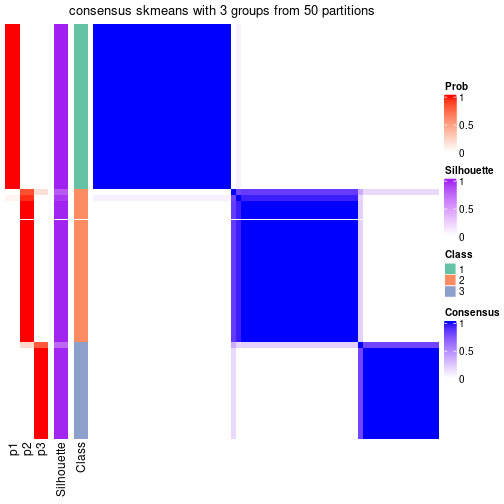 consensus skmeans with 3 groups from 50 partitions
Prob
1
0.5
0
Silhouette
1
0.5
0
Class
1
2
3
Consensus
1
0.5
0
p1
p2
p3
Silhouette
Class